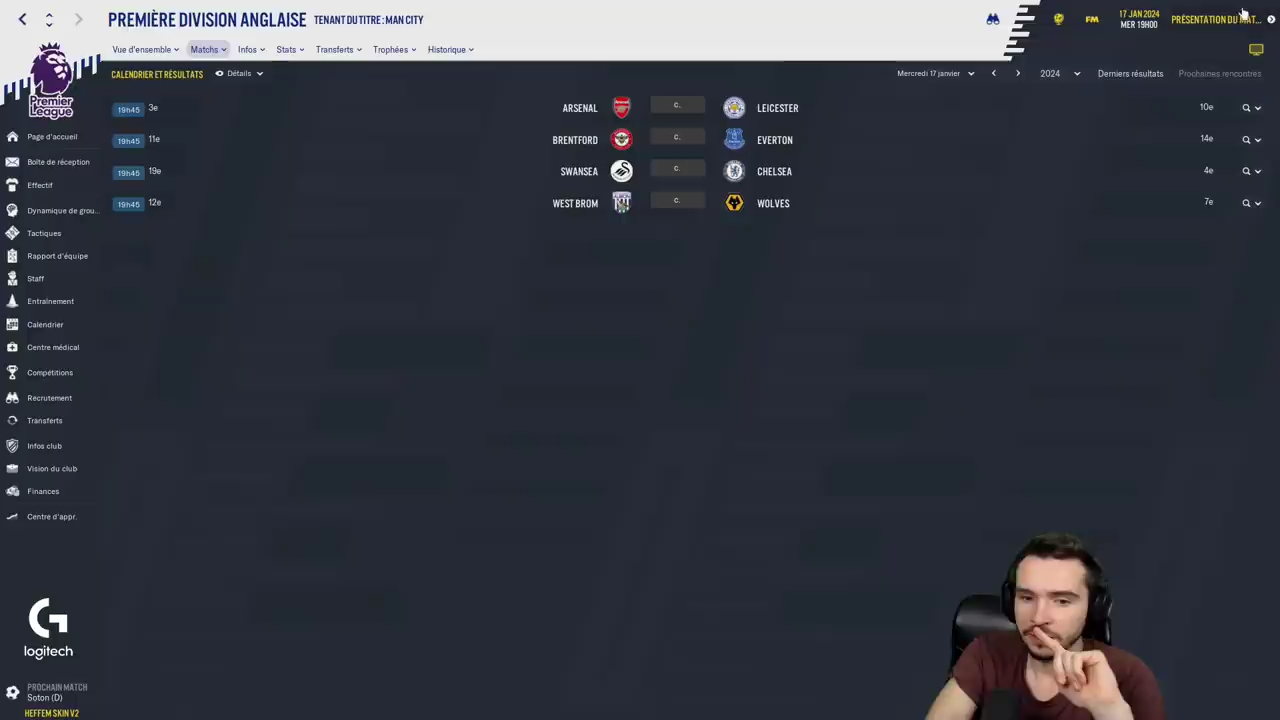 PREMIÈRE DIVISION ANGLAISE TENANT DU TITRE : MAN CITY
FM 17 JAN 2024 MER 19H00 PRÉSENTATION DU MAT...
Vue d'ensemble Matchs Infos Stats Transferts Trophées Historique
Premier League
CALENDRIER ET RÉSULTATS Détails Mercredi 17 janvier 2024 Derniers résultats Prochaines rencontres
19h45 3e ARSENAL c. LEICESTER 10e
19h45 11e BRENTFORD c. EVERTON 14e
19h45 19e SWANSEA c. CHELSEA 4e
19h45 12e WEST BROM c. WOLVES 7e
Page d'accueil
Boîte de réception
Effectif
Dynamique de grou...
Tactiques
Rapport d'équipe
Staff
Entraînement
Calendrier
Centre médical
Compétitions
Recrutement
Transferts
Infos club
Vision du club
Finances
Centre d'appr.
logitech
PROCHAIN MATCH
Soton (D)
HEFFEM SKIN V2